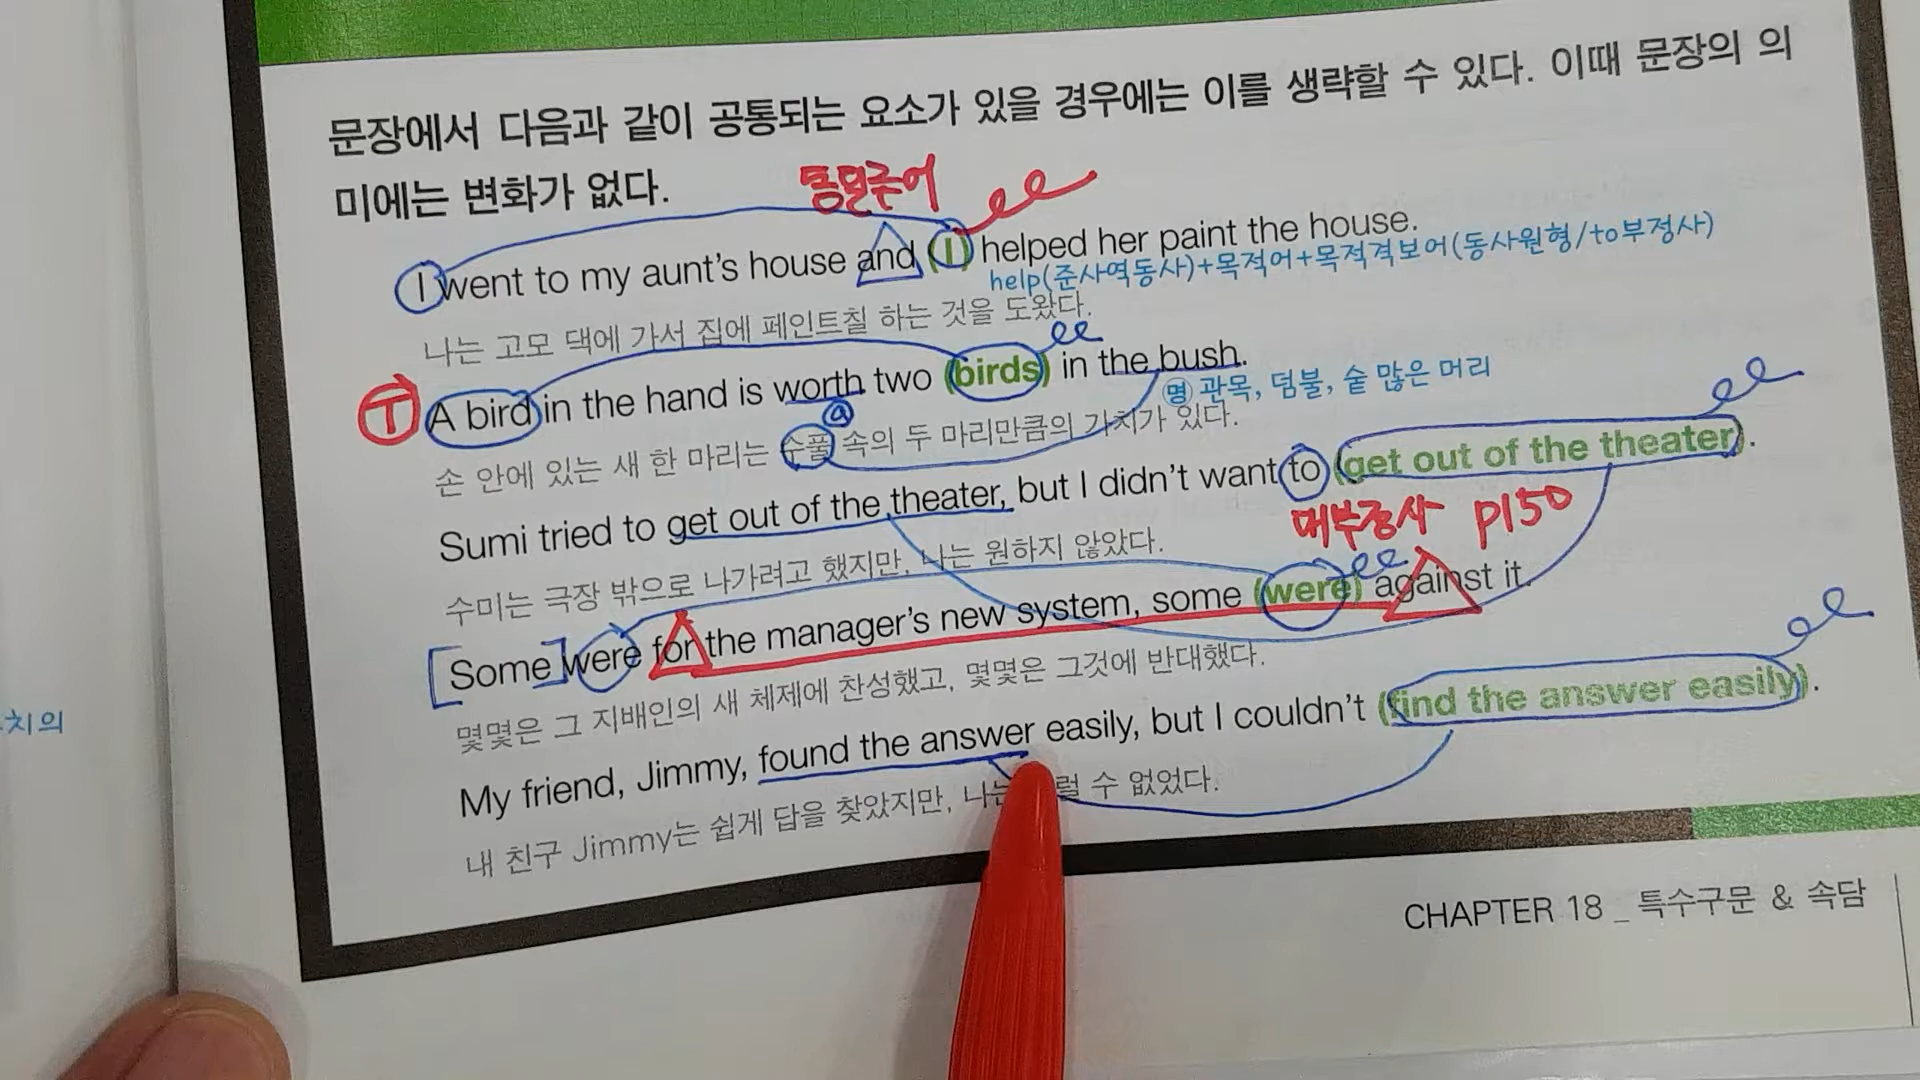 문장에서 다음과 같이 공통되는 요소가 있을 경우에는 이를 생략할 수 있다. 이때 문장의 의
미에는 변화가 없다.
동일주어
I went to my aunt's house and (I) helped her paint the house.
help(준사역동사)+목적어+목적격보어(동사원형/to부정사)
나는 고모 댁에 가서 집에 페인트칠 하는 것을 도왔다.
T A bird in the hand is worth two (birds) in the bush.
ⓐ
명 관목, 덤불, 숱 많은 머리
손 안에 있는 새 한 마리는 수풀 속의 두 마리만큼의 가치가 있다.
Sumi tried to get out of the theater, but I didn't want to (get out of the theater).
대부정사 P150
수미는 극장 밖으로 나가려고 했지만, 나는 원하지 않았다.
Some were for the manager's new system, some (were) against it.
몇몇은 그 지배인의 새 체제에 찬성했고, 몇몇은 그것에 반대했다.
치의
My friend, Jimmy, found the answer easily, but I couldn't (find the answer easily).
내 친구 Jimmy는 쉽게 답을 찾았지만, 나는 럴 수 없었다.
CHAPTER 18 _ 특수구문 & 속담